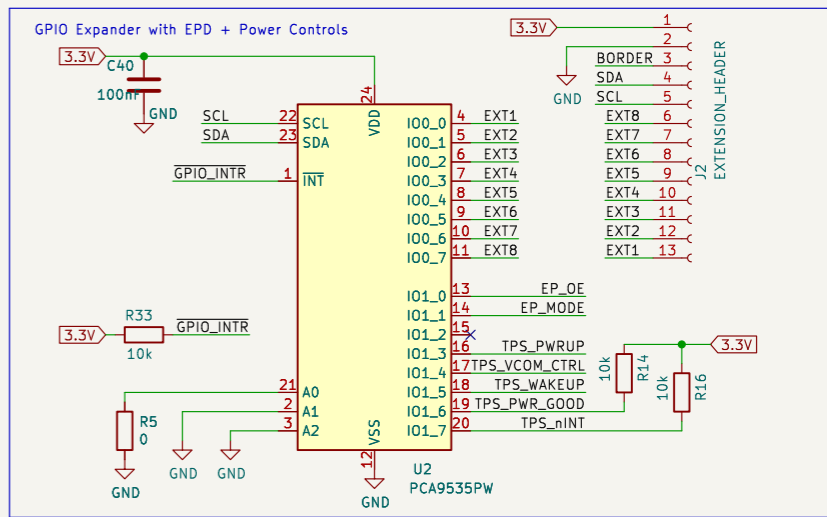 GPIO Expander with EPD + Power Controls
3.3V
C40
100nF
GND
24
VDD
SCL 22 SCL
SDA 23 SDA
GPIO_INTR 1 INT
IO0_0 4 EXT1
IO0_1 5 EXT2
IO0_2 6 EXT3
IO0_3 7 EXT4
IO0_4 8 EXT5
IO0_5 9 EXT6
IO0_6 10 EXT7
IO0_7 11 EXT8
IO1_0 13 EP_OE
IO1_1 14 EP_MODE
IO1_2 15
IO1_3 16 TPS_PWRUP
IO1_4 17 TPS_VCOM_CTRL
IO1_5 18 TPS_WAKEUP
IO1_6 19 TPS_PWR_GOOD
IO1_7 20 TPS_nINT
R33
3.3V
GPIO_INTR
10k
21 A0
2 A1
3 A2
R5
0
GND
GND
GND
VSS
12
GND
U2
PCA9535PW
3.3V
1
2
BORDER 3
SDA 4
SCL 5
EXT8 6
EXT7 7
EXT6 8
EXT5 9
EXT4 10
EXT3 11
EXT2 12
EXT1 13
GND
J2
EXTENSION_HEADER
3.3V
10k
R14
10k
R16